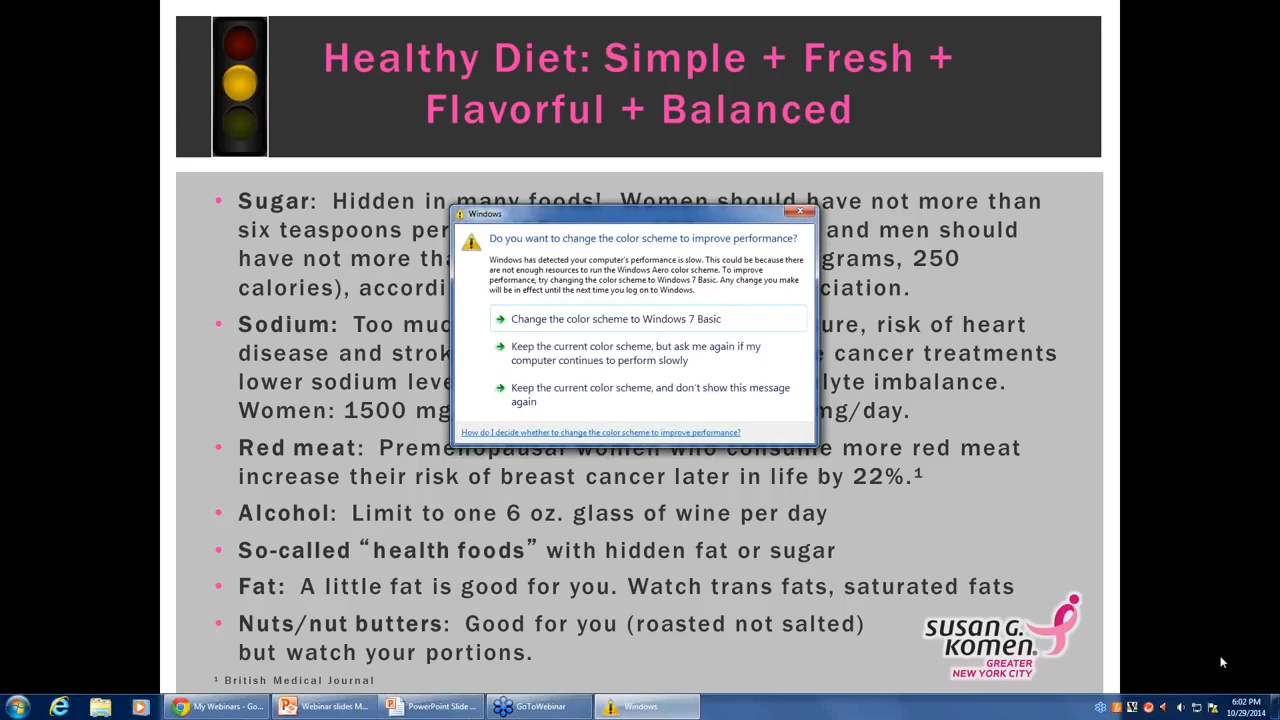 Healthy Diet: Simple + Fresh +
Flavorful + Balanced
• Sugar: Hidden in many foods! Women should have not more than
six teaspoons per and men should
have not more grams, 250
calories), ciation.
• Sodium: Too ure, risk of heart
disease and cancer treatments
lower sodium lyte imbalance.
Women: 1500 mg mg/day.
• Red meat: Premenopausal women who consume more red meat
increase their risk of breast cancer later in life by 22%.¹
• Alcohol: Limit to one 6 oz. glass of wine per day
• So-called “health foods” with hidden fat or sugar
• Fat: A little fat is good for you. Watch trans fats, saturated fats
• Nuts/nut butters: Good for you (roasted not salted)
but watch your portions.
¹ British Medical Journal
susan g.
komen®
GREATER
NEW YORK CITY
Windows
Do you want to change the color scheme to improve performance?
Windows has detected your computer's performance is slow. This could be because there
are not enough resources to run the Windows Aero color scheme. To improve
performance, try changing the color scheme to Windows 7 Basic. Any change you make
will be in effect until the next time you log on to Windows.
Change the color scheme to Windows 7 Basic
Keep the current color scheme, but ask me again if my
computer continues to perform slowly
Keep the current color scheme, and don't show this message
again
How do I decide whether to change the color scheme to improve performance?
My Webinars - Go...
Webinar slides M...
PowerPoint Slide ...
GoToWebinar
Windows
6:02 PM
10/29/2014